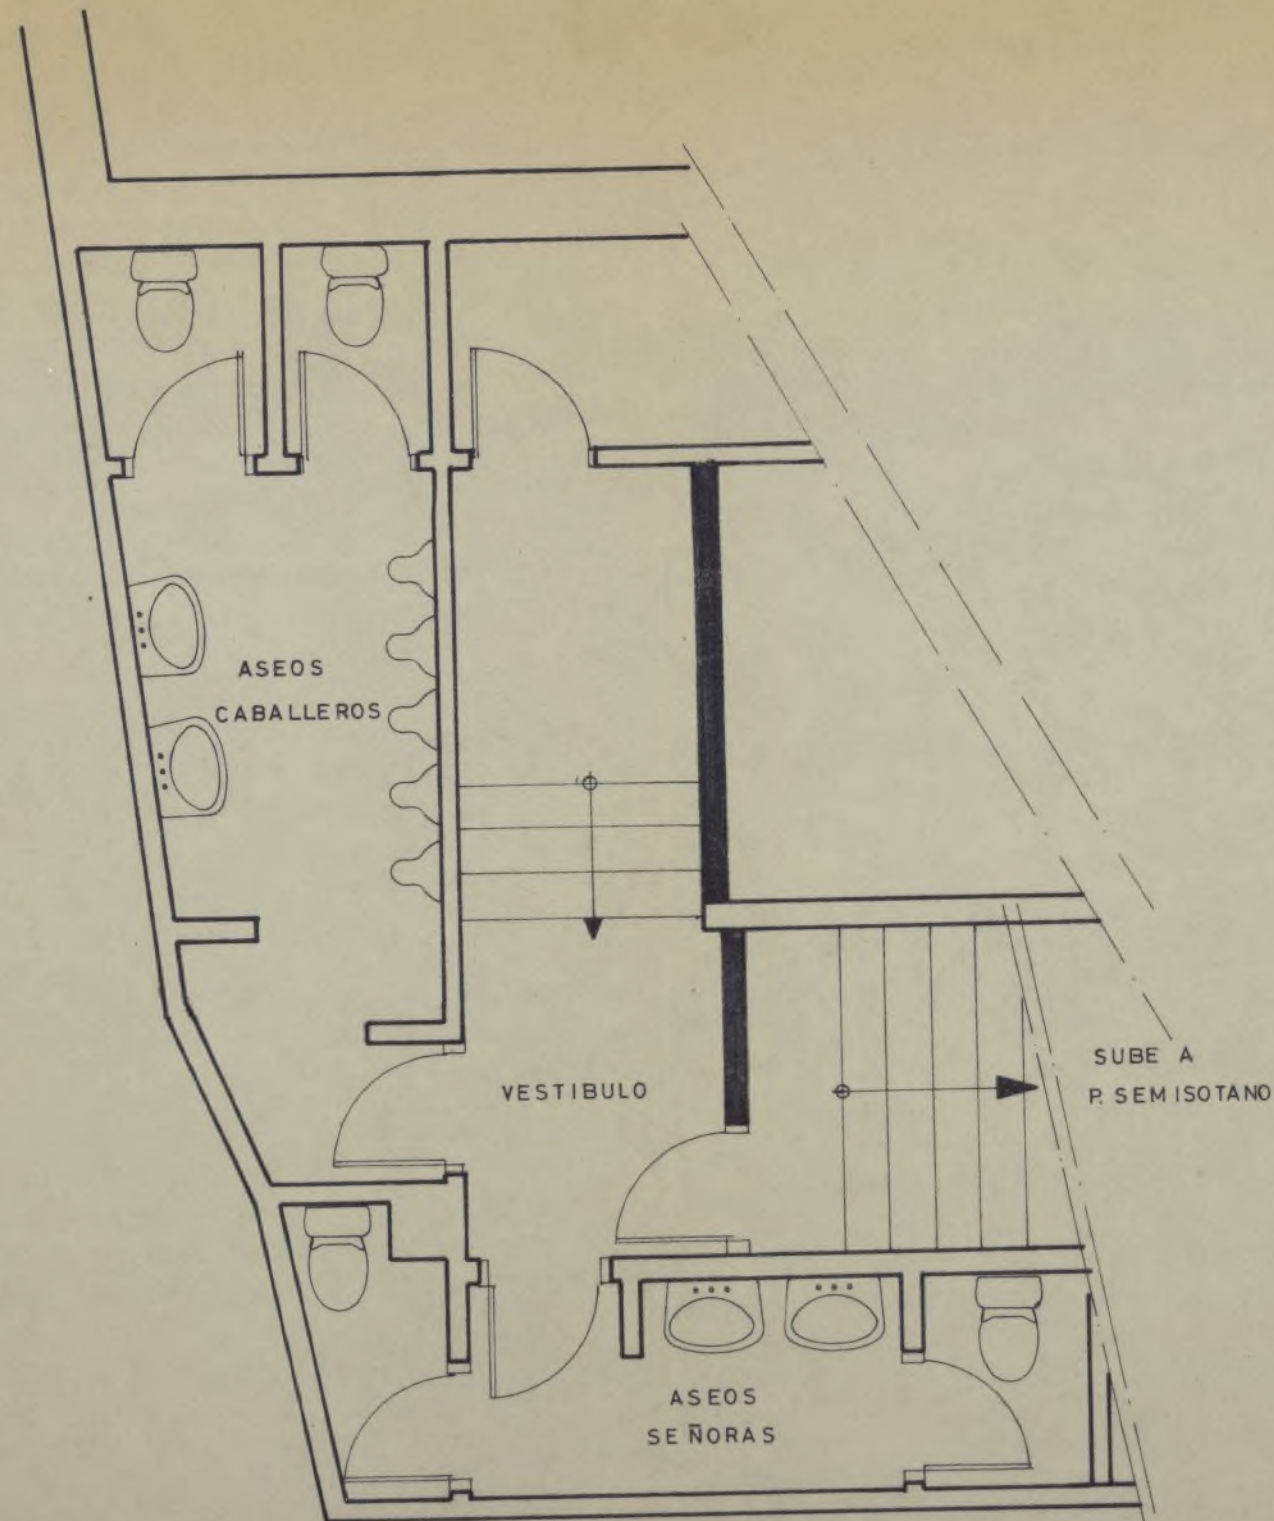 ASEOS
CABALLEROS
VESTIBULO
SUBE A
P. SEMISOTANO
ASEOS
SEÑORAS